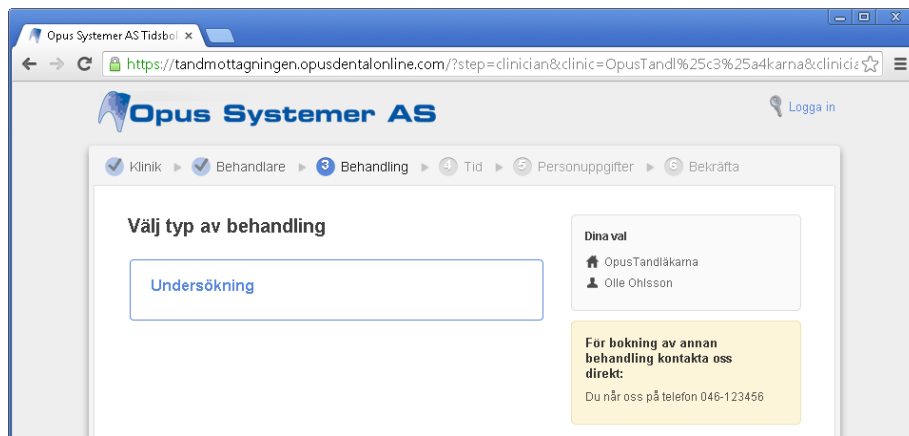 Opus Systemer AS Tidsbol
https://tandmottagningen.opusdentalonline.com/?step=clinician&clinic=OpusTandl%25c3%25a4karna&clinicia
Opus Systemer AS
Logga in
Klinik Behandlare 3 Behandling 4 Tid 5 Personuppgifter 6 Bekräfta
Välj typ av behandling
Undersökning
Dina val
OpusTandläkarna
Olle Ohlsson
För bokning av annan
behandling kontakta oss
direkt:
Du når oss på telefon 046-123456